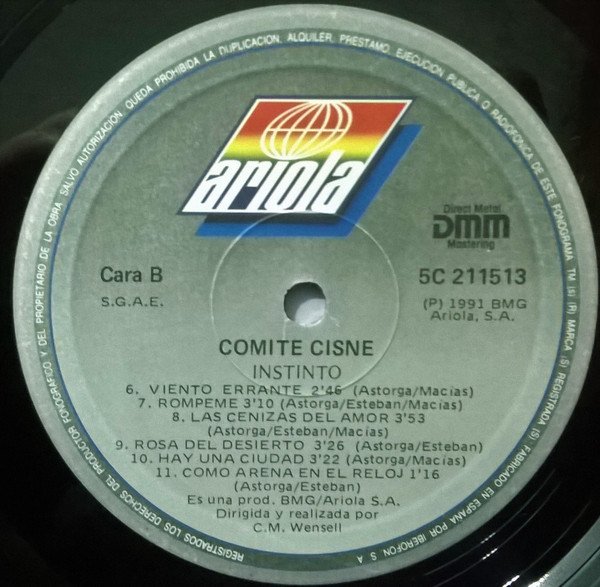 REGISTRADOS LOS DERECHOS DEL PRODUCTOR FONOGRAFICO Y DEL PROPIETARIO DE LA OBRA. SALVO AUTORIZACION, QUEDA PROHIBIDA LA DUPLICACION, ALQUILER, PRESTAMO, EJECUCION PUBLICA O RADIOFONICA DE ESTE FONOGRAMA. TM (S) (R) MARCA (S) REGISTRADA (S) FABRICADO EN ESPAÑA POR IBEROFON S A
ariola
Direct Metal
DMM
Mastering
Cara B
5C 211513
S.G.A.E.
(P) 1991 BMG
Ariola, S.A.
COMITE CISNE
INSTINTO
6. VIENTO ERRANTE 2'46 (Astorga/Macías)
7. ROMPEME 3'10 (Astorga/Esteban/Macías)
8. LAS CENIZAS DEL AMOR 3'53
(Astorga/Esteban/Macías)
9. ROSA DEL DESIERTO 3'26 (Astorga/Esteban)
10. HAY UNA CIUDAD 3'22 (Astorga/Macías)
11. COMO ARENA EN EL RELOJ 1'16
(Astorga/Esteban)
Es una prod. BMG/Ariola S.A.
Dirigida y realizada por
C.M. Wensell